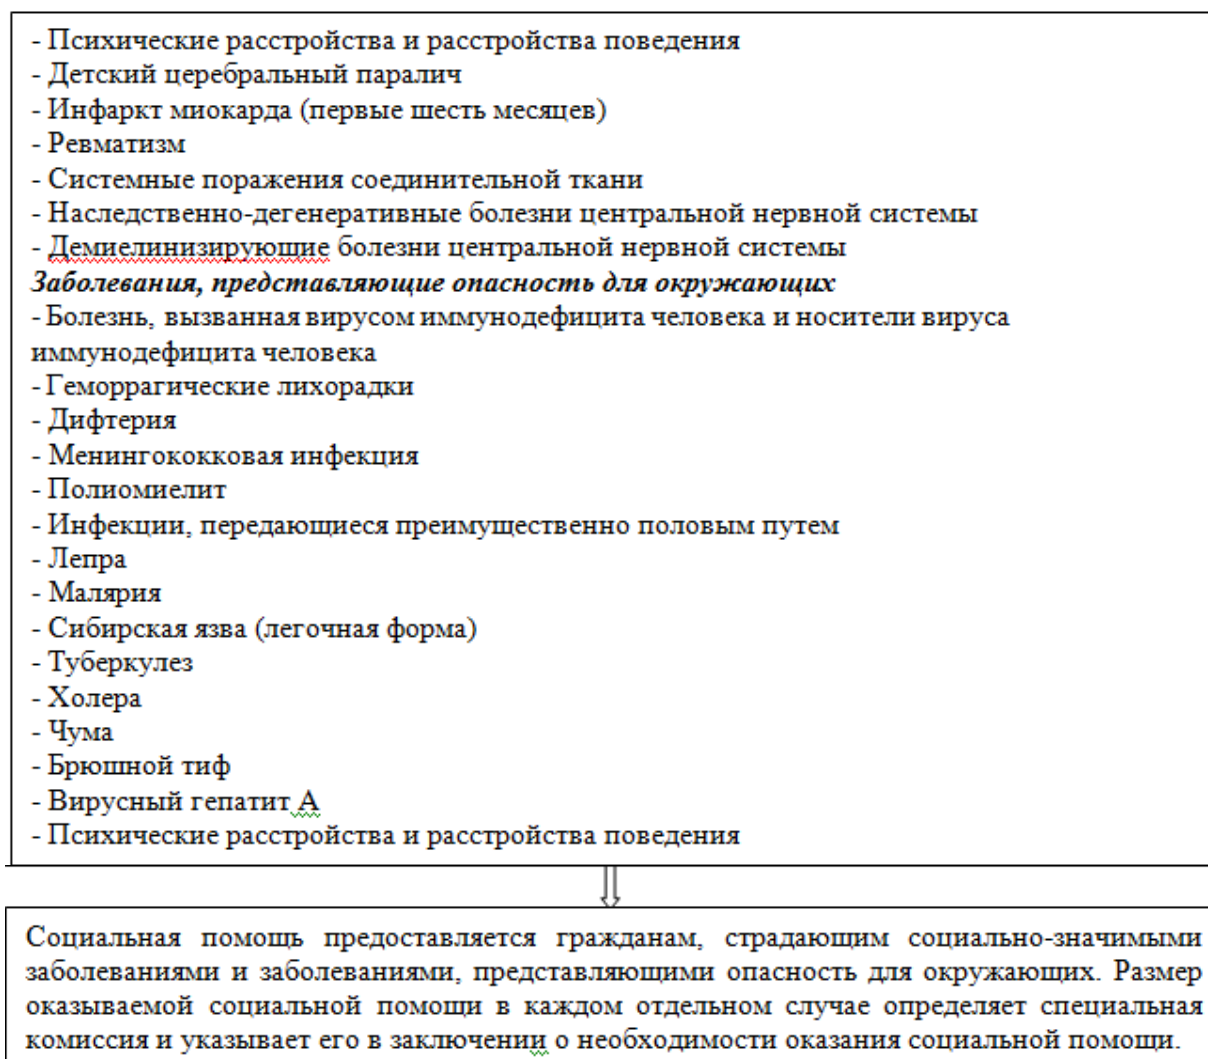 - Психические расстройства и расстройства поведения
- Детский церебральный паралич
- Инфаркт миокарда (первые шесть месяцев)
- Ревматизм
- Системные поражения соединительной ткани
- Наследственно-дегенеративные болезни центральной нервной системы
- Демиелинизирующие болезни центральной нервной системы
Заболевания, представляющие опасность для окружающих
- Болезнь, вызванная вирусом иммунодефицита человека и носители вируса
иммунодефицита человека
- Геморрагические лихорадки
- Дифтерия
- Менингококковая инфекция
- Полиомиелит
- Инфекции, передающиеся преимущественно половым путем
- Лепра
- Малярия
- Сибирская язва (легочная форма)
- Туберкулез
- Холера
- Чума
- Брюшной тиф
- Вирусный гепатит А
- Психические расстройства и расстройства поведения
Социальная помощь предоставляется гражданам, страдающим социально-значимыми
заболеваниями и заболеваниями, представляющими опасность для окружающих. Размер
оказываемой социальной помощи в каждом отдельном случае определяет специальная
комиссия и указывает его в заключении о необходимости оказания социальной помощи.